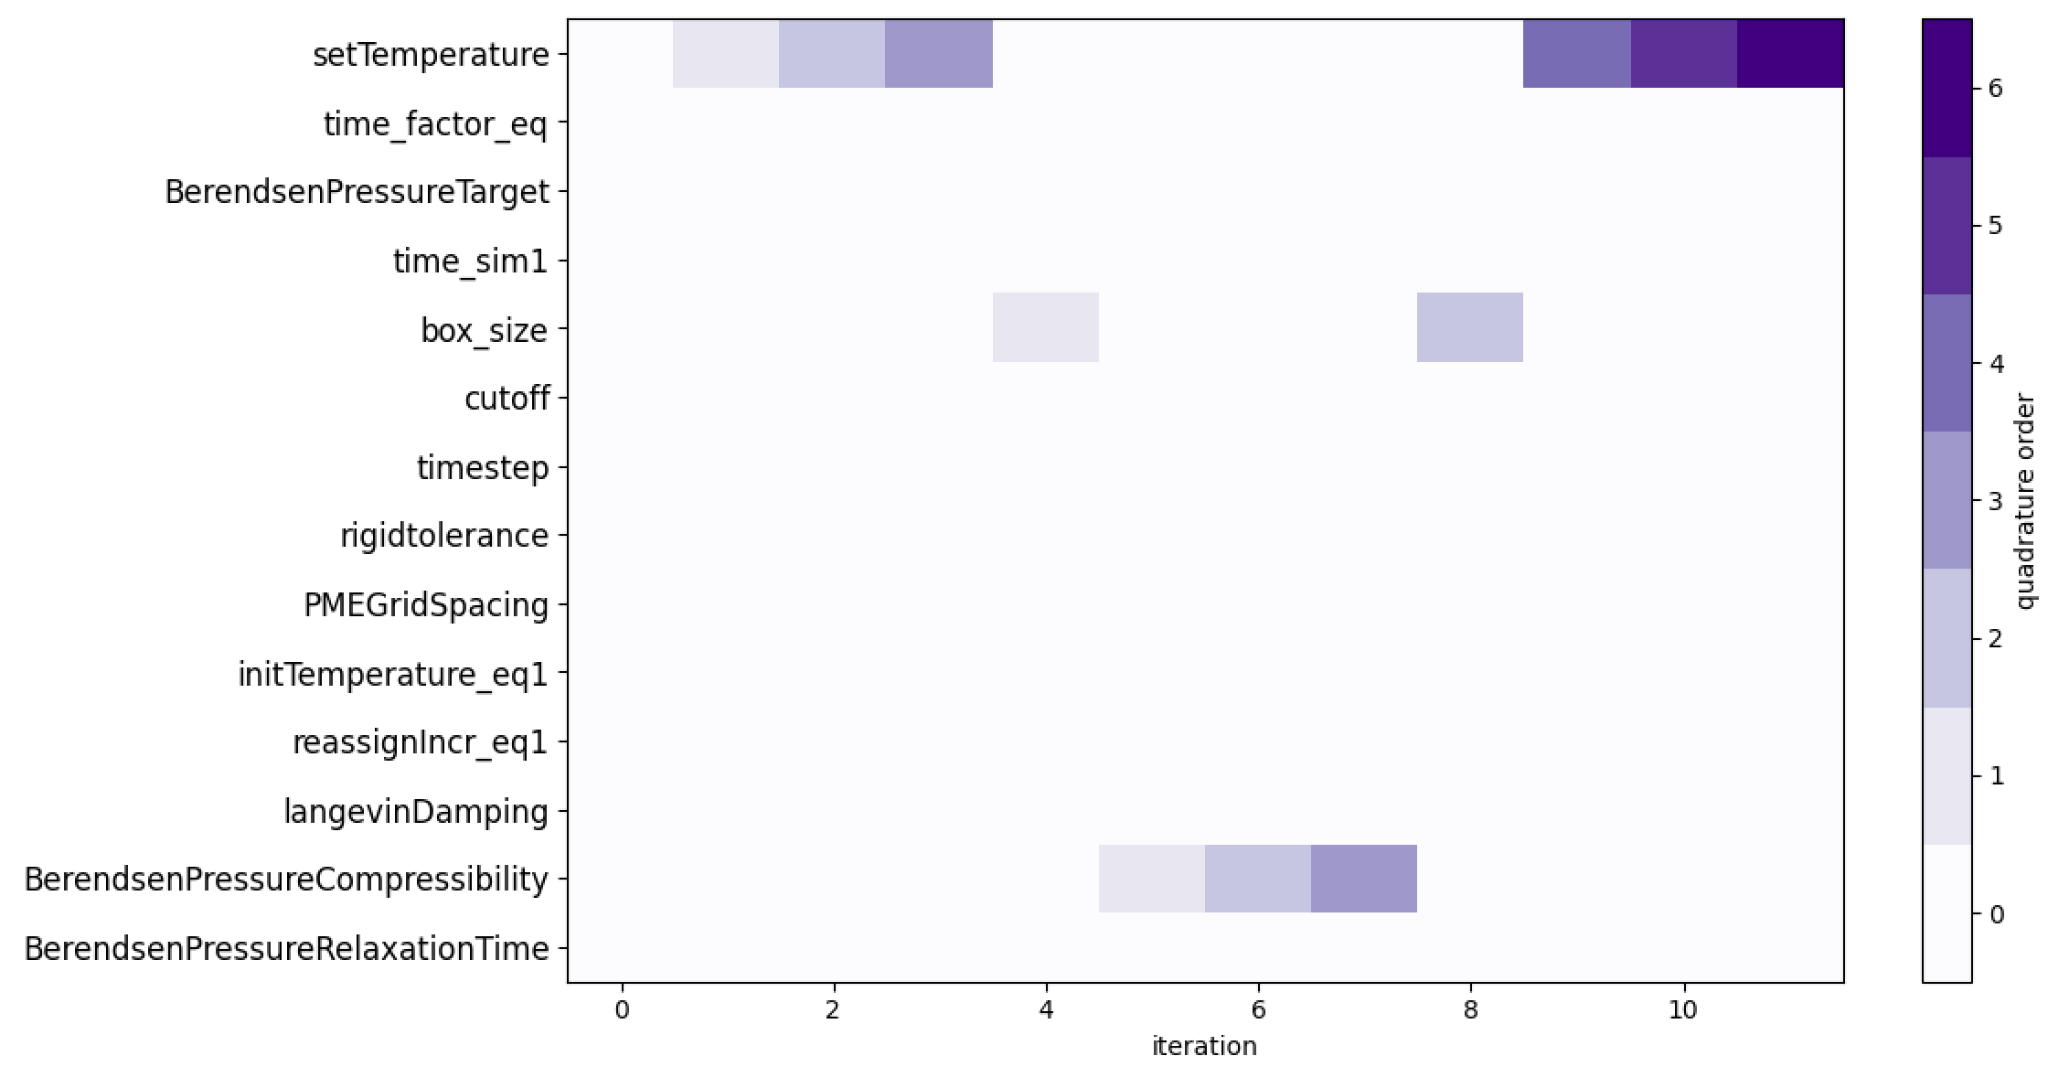 setTemperature
time_factor_eq
BerendsenPressureTarget
time_sim1
box_size
cutoff
timestep
rigidtolerance
PMEGridSpacing
initTemperature_eq1
reassignIncr_eq1
langevinDamping
BerendsenPressureCompressibility
BerendsenPressureRelaxationTime
0 2 4 6 8 10
iteration
6
5
4
3
2
1
0
quadrature order